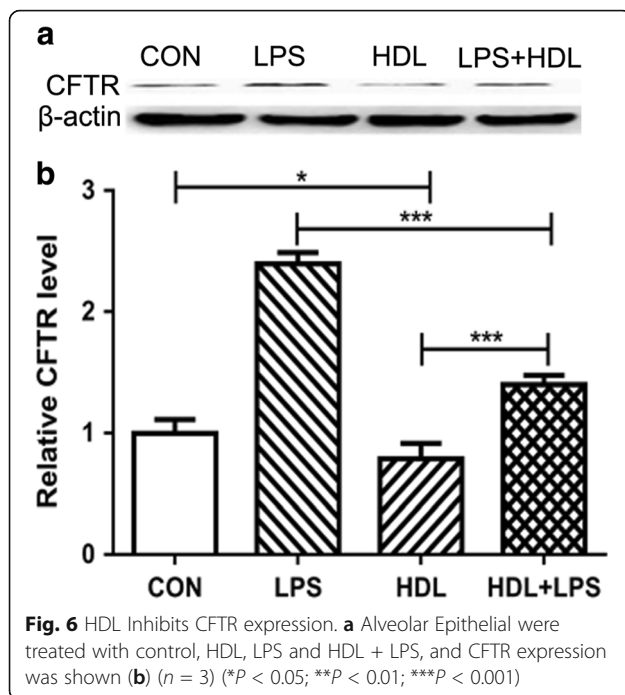 a
CON LPS HDL LPS+HDL
CFTR
β-actin
b
3
*
***
2
***
Relative CFTR level
1
0
CON LPS HDL HDL+LPS
Fig. 6 HDL Inhibits CFTR expression. a Alveolar Epithelial were
treated with control, HDL, LPS and HDL + LPS, and CFTR expression
was shown (b) (n = 3) (*P < 0.05; **P < 0.01; ***P < 0.001)